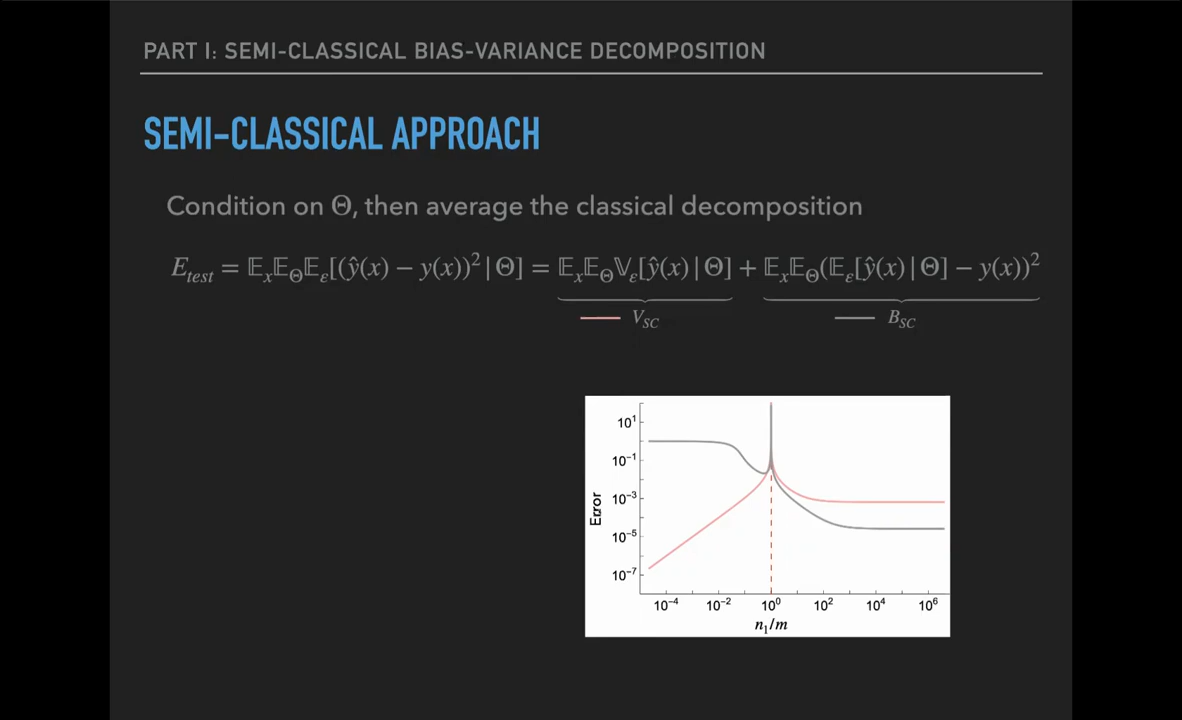 PART I: SEMI-CLASSICAL BIAS-VARIANCE DECOMPOSITION
SEMI-CLASSICAL APPROACH
Condition on Θ, then average the classical decomposition
E_test = 𝔼_x𝔼_Θ𝔼_ε[(ŷ(x) − y(x))² | Θ] = 𝔼_x𝔼_Θ𝕍_ε[ŷ(x) | Θ] + 𝔼_x𝔼_Θ(𝔼_ε[ŷ(x) | Θ] − y(x))²
V_SC B_SC
10¹
10⁻¹
10⁻³
10⁻⁵
10⁻⁷
Error
10⁻⁴ 10⁻² 10⁰ 10² 10⁴ 10⁶
n₁/m